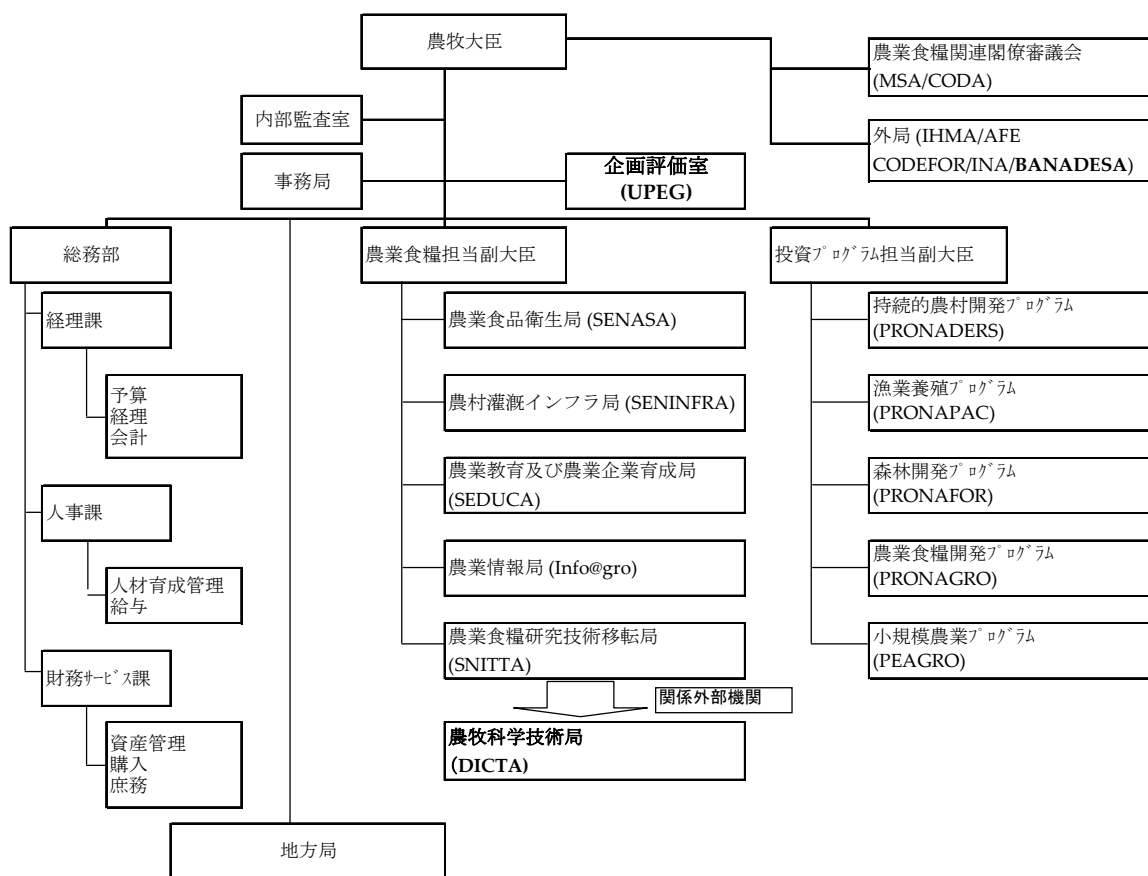 農牧大臣
農業食糧関連閣僚審議会
(MSA/CODA)
内部監査室
外局 (IHMA/AFE
CODEFOR/INA/BANADESA)
事務局
企画評価室
(UPEG)
総務部
農業食糧担当副大臣
投資ﾌﾟﾛｸﾞﾗﾑ担当副大臣
経理課
予算
経理
会計
人事課
人材育成管理
給与
財務ｻｰﾋﾞｽ課
資産管理
購入
庶務
農業食品衛生局 (SENASA)
農村灌漑インフラ局 (SENINFRA)
農業教育及び農業企業育成局
(SEDUCA)
農業情報局 (Info@gro)
農業食糧研究技術移転局
(SNITTA)
関係外部機関
農牧科学技術局
(DICTA)
持続的農村開発ﾌﾟﾛｸﾞﾗﾑ
(PRONADERS)
漁業養殖ﾌﾟﾛｸﾞﾗﾑ
(PRONAPAC)
森林開発ﾌﾟﾛｸﾞﾗﾑ
(PRONAFOR)
農業食糧開発ﾌﾟﾛｸﾞﾗﾑ
(PRONAGRO)
小規模農業ﾌﾟﾛｸﾞﾗﾑ
(PEAGRO)
地方局